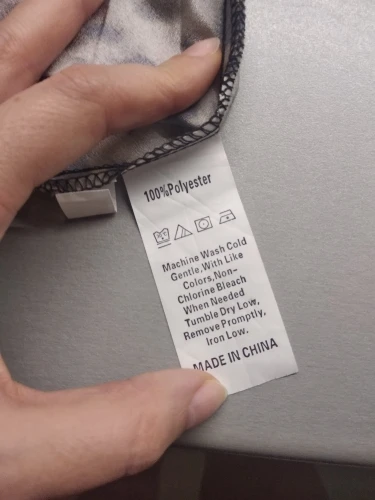 100%Polyester
Machine Wash Cold
Gentle,With Like
Colors,Non-
Chlorine Bleach
When Needed
Tumble Dry Low,
Remove Promptly,
Iron Low.
MADE IN CHINA